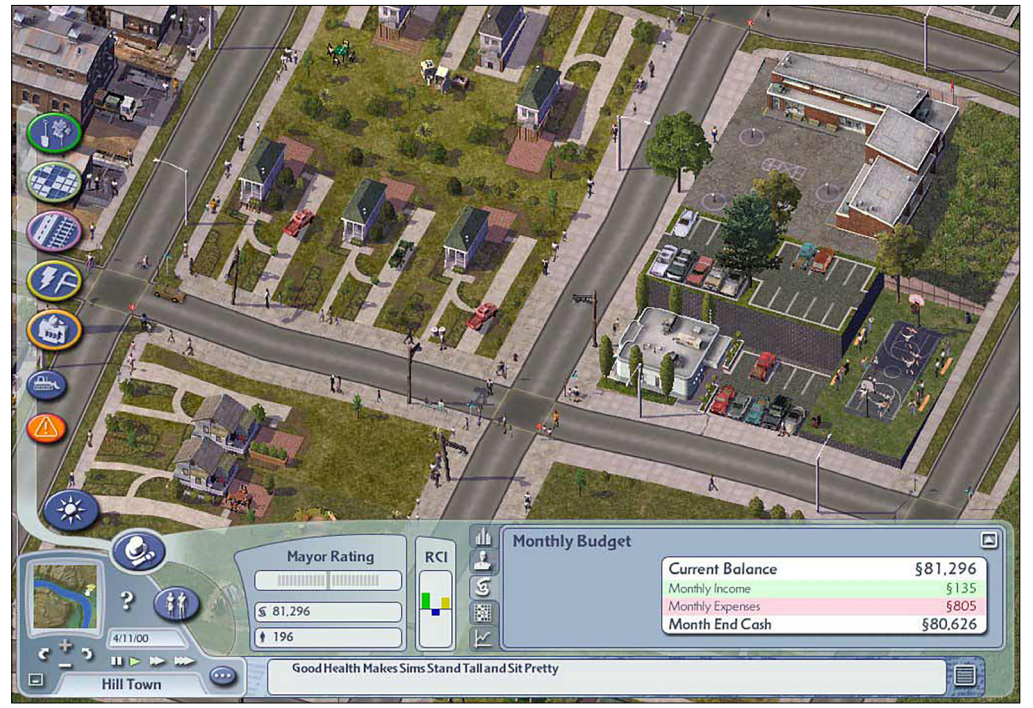 Mayor Rating
RCI
Monthly Budget
Current Balance §81,296
Monthly Income §135
Monthly Expenses §805
Month End Cash §80,626
§ 81,296
196
?
4/11/00
Hill Town
Good Health Makes Sims Stand Tall and Sit Pretty